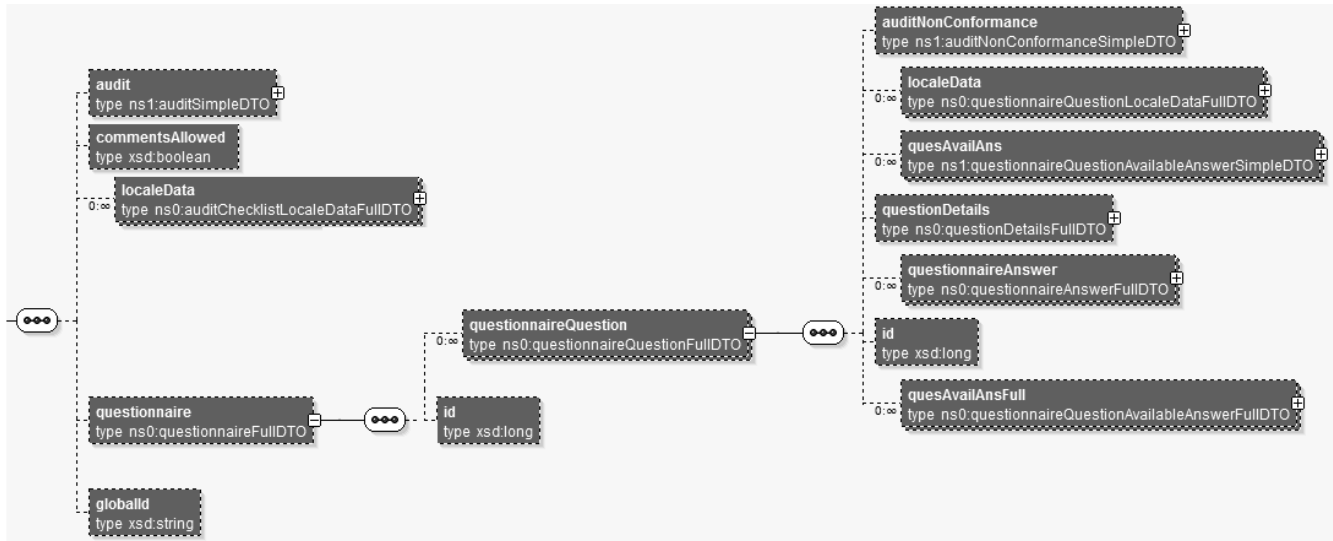 audit
type ns1:auditSimpleDTO
commentsAllowed
type xsd:boolean
0:∞
localeData
type ns0:auditChecklistLocaleDataFullDTO
questionnaire
type ns0:questionnaireFullDTO
globalId
type xsd:string
0:∞
questionnaireQuestion
type ns0:questionnaireQuestionFullDTO
id
type xsd:long
auditNonConformance
type ns1:auditNonConformanceSimpleDTO
0:∞
localeData
type ns0:questionnaireQuestionLocaleDataFullDTO
0:∞
quesAvailAns
type ns1:questionnaireQuestionAvailableAnswerSimpleDTO
questionDetails
type ns0:questionDetailsFullDTO
0:∞
questionnaireAnswer
type ns0:questionnaireAnswerFullDTO
id
type xsd:long
0:∞
quesAvailAnsFull
type ns0:questionnaireQuestionAvailableAnswerFullDTO